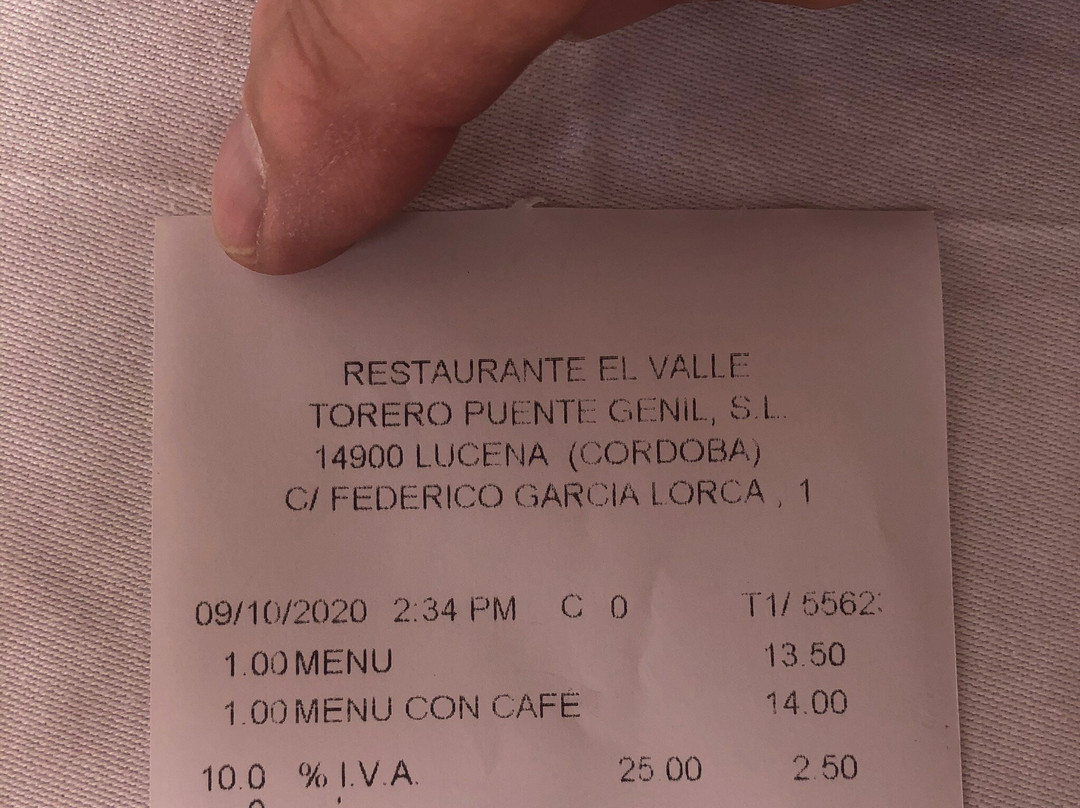 RESTAURANTE EL VALLE
TORERO PUENTE GENIL, S.L.
14900 LUCENA (CORDOBA)
C/ FEDERICO GARCIA LORCA , 1
09/10/2020 2:34 PM C 0 T1/
1.00 MENU 13.50
1.00 MENU CON CAFÉ 14.00
10.0 % I.V.A. 25.00 2.50